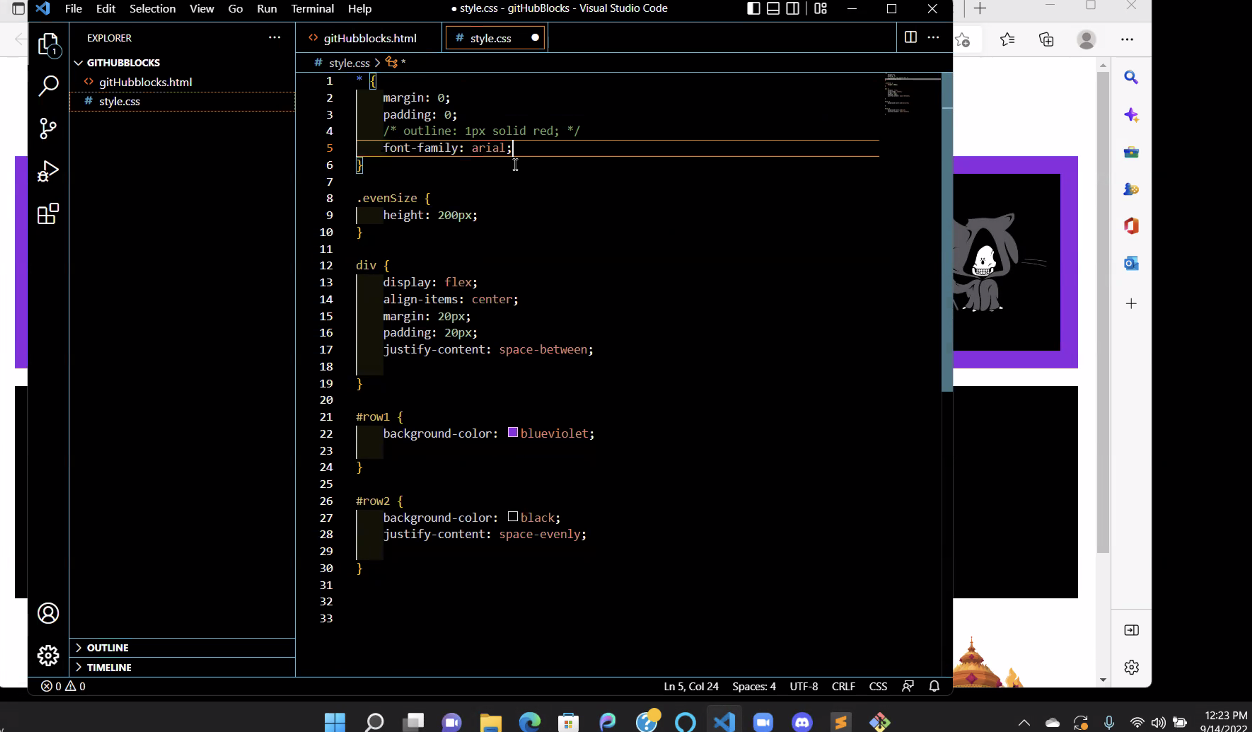 File Edit Selection View Go Run Terminal Help ● style.css - gitHubBlocks - Visual Studio Code
EXPLORER ··· <> gitHubblocks.html # style.css ● ···
GITHUBBLOCKS # style.css > *
<> gitHubblocks.html
# style.css
1 * {
2 margin: 0;
3 padding: 0;
4 /* outline: 1px solid red; */
5 font-family: arial;
6 }
7
8 .evenSize {
9 height: 200px;
10 }
11
12 div {
13 display: flex;
14 align-items: center;
15 margin: 20px;
16 padding: 20px;
17 justify-content: space-between;
18
19 }
20
21 #row1 {
22 background-color: blueviolet;
23
24 }
25
26 #row2 {
27 background-color: black;
28 justify-content: space-evenly;
29
30 }
31
32
33
1
OUTLINE
TIMELINE
0 0 Ln 5, Col 24 Spaces: 4 UTF-8 CRLF CSS
12:23 PM
9/14/2022